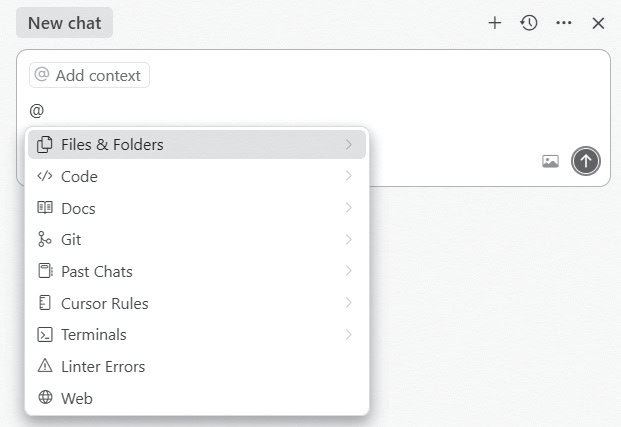 New chat
@ Add context
@
Files & Folders
Code
Docs
Git
Past Chats
Cursor Rules
Terminals
Linter Errors
Web